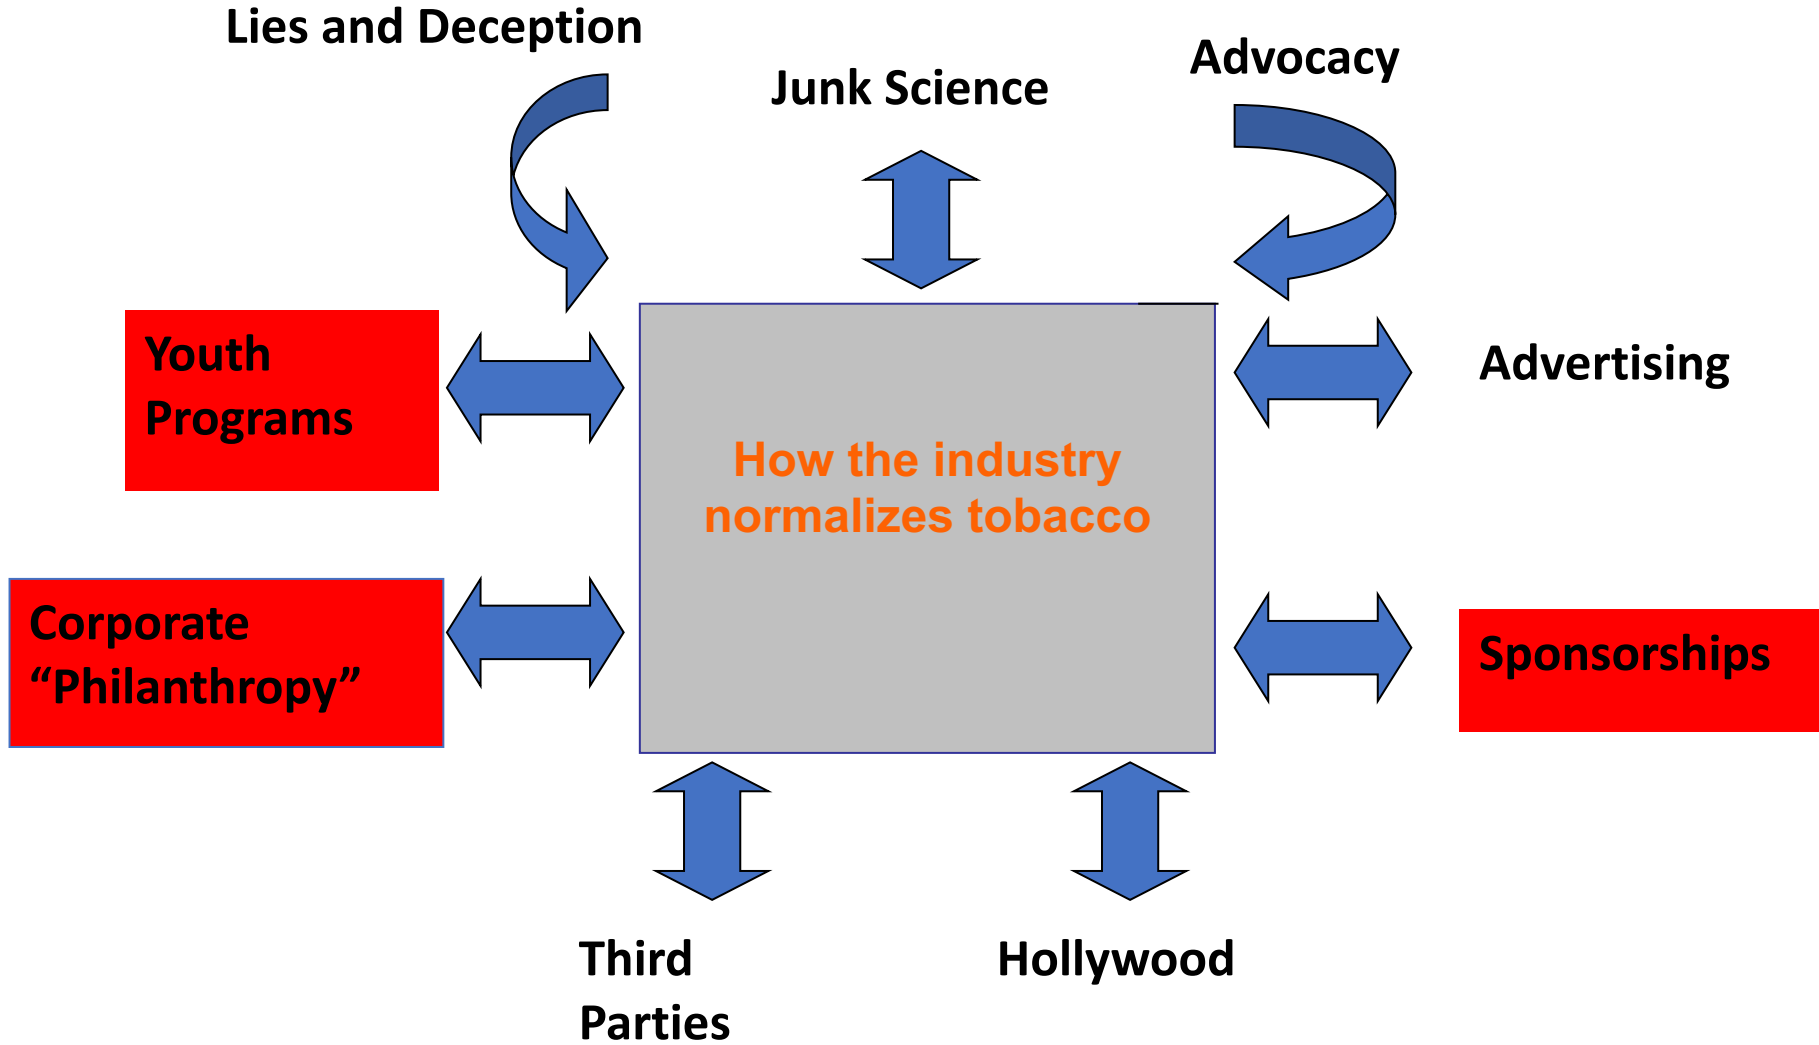 Lies and Deception
Junk Science
Advocacy
Youth
Programs
Advertising
How the industry
normalizes tobacco
Corporate
“Philanthropy”
Sponsorships
Third
Parties
Hollywood